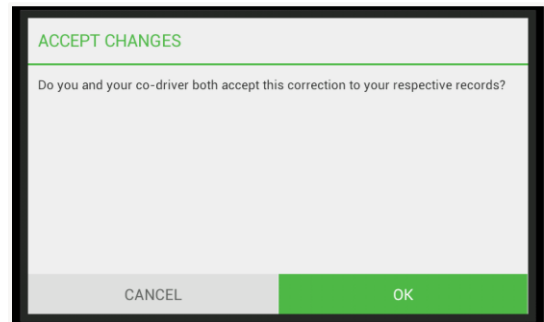 ACCEPT CHANGES
Do you and your co-driver both accept this correction to your respective records?
CANCEL
OK